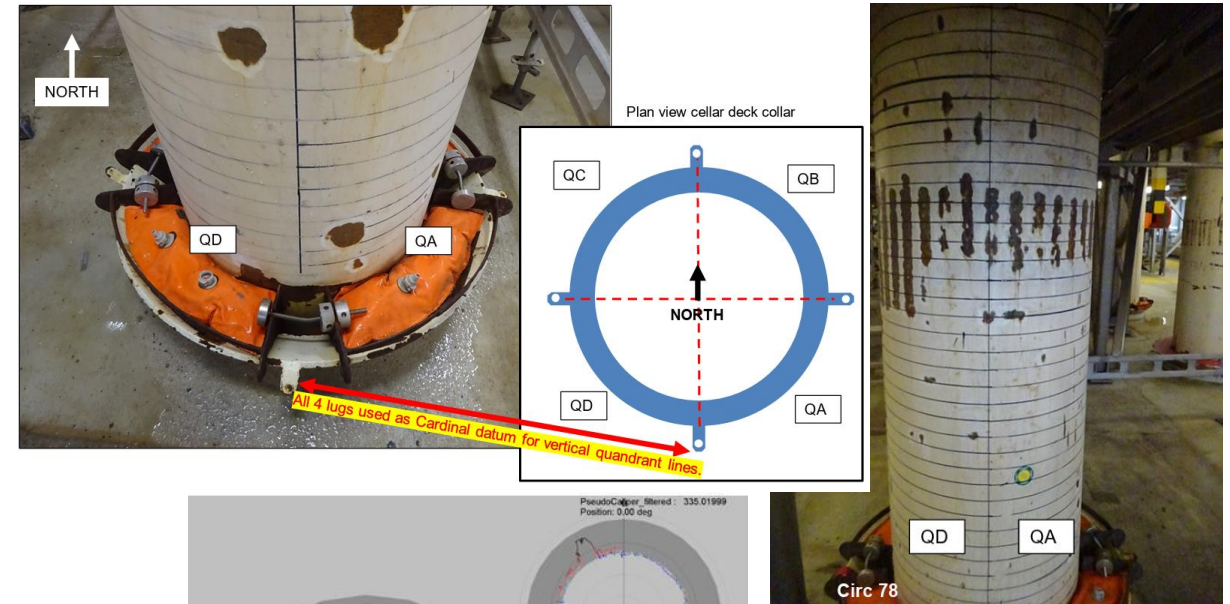 NORTH
QD
QA
All 4 lugs used as Cardinal datum for vertical quandrant lines.
Plan view cellar deck collar
QC
QB
NORTH
QD
QA
PseudoCaliper_filtered : 335.01999
Position: 0.00 deg
QD
QA
Circ 78